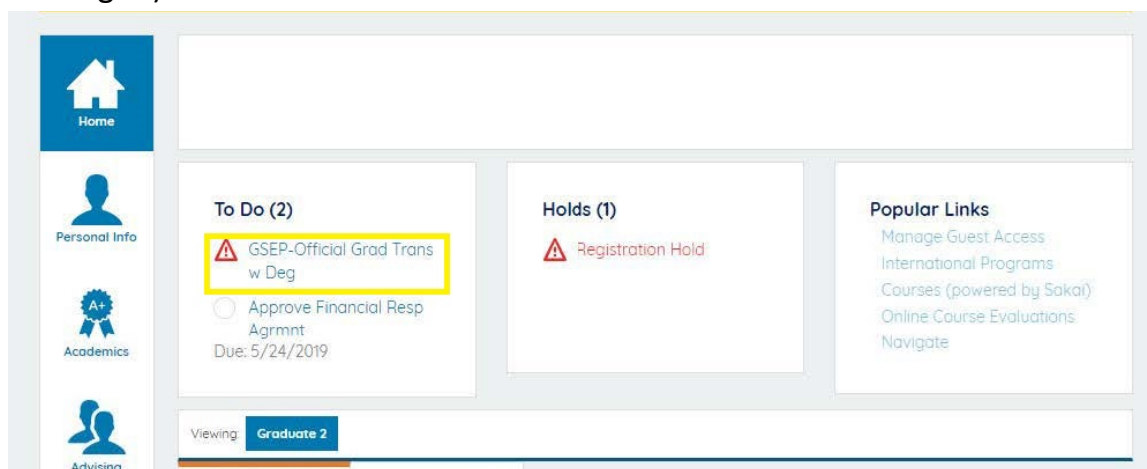 Home
Personal Info
A+
Academics
Advising
To Do (2)
GSEP-Official Grad Trans
w Deg
Approve Financial Resp
Agrmnt
Due: 5/24/2019
Holds (1)
Registration Hold
Popular Links
Manage Guest Access
International Programs
Courses (powered by Sakai)
Online Course Evaluations
Navigate
Viewing: Graduate 2